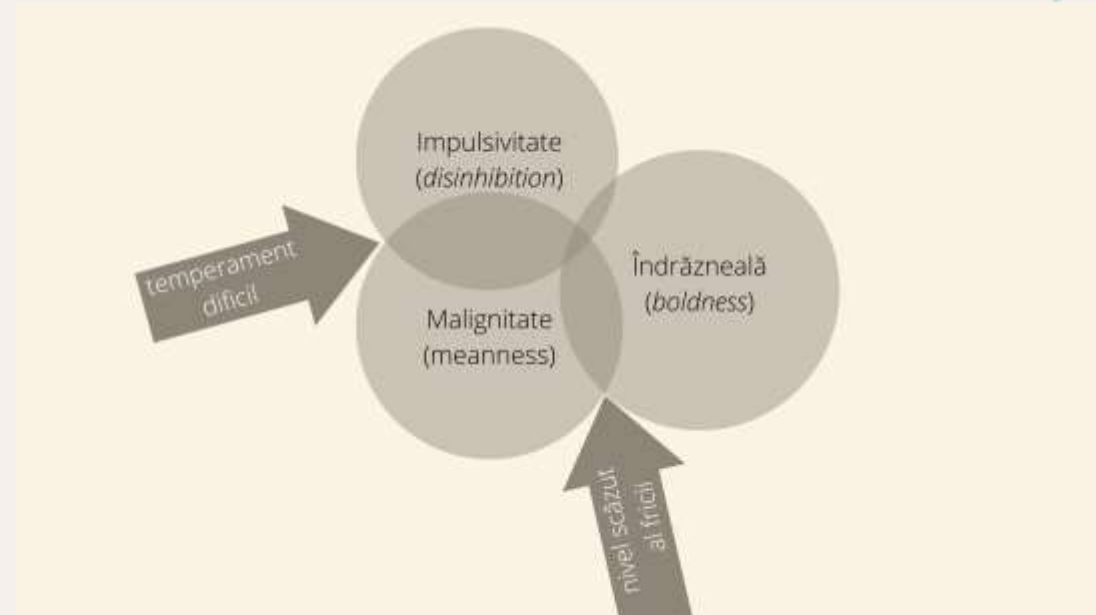 Impulsivitate
(disinhibition)
temperament
dificil
Îndrăzneală
(boldness)
Malignitate
(meanness)
nivel scăzut
al fricii